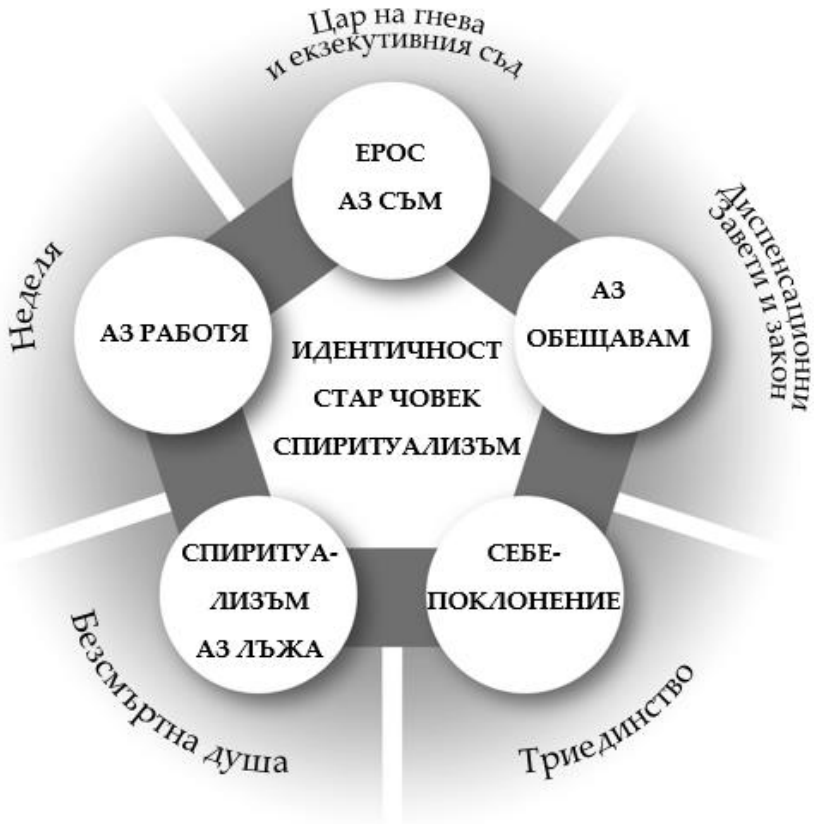 Цар на гнева
и екзекутивния съд
ЕРОС
АЗ СЪМ
Диспенсационни
Завети и закон
АЗ
ОБЕЩАВАМ
Неделя
АЗ РАБОТЯ
ИДЕНТИЧНОСТ
СТАР ЧОВЕК
СПИРИТУАЛИЗЪМ
СПИРИТУА-
ЛИЗЪМ
АЗ ЛЪЖА
СЕБЕ-
ПОКЛОНЕНИЕ
Безсмъртна душа
Триединство